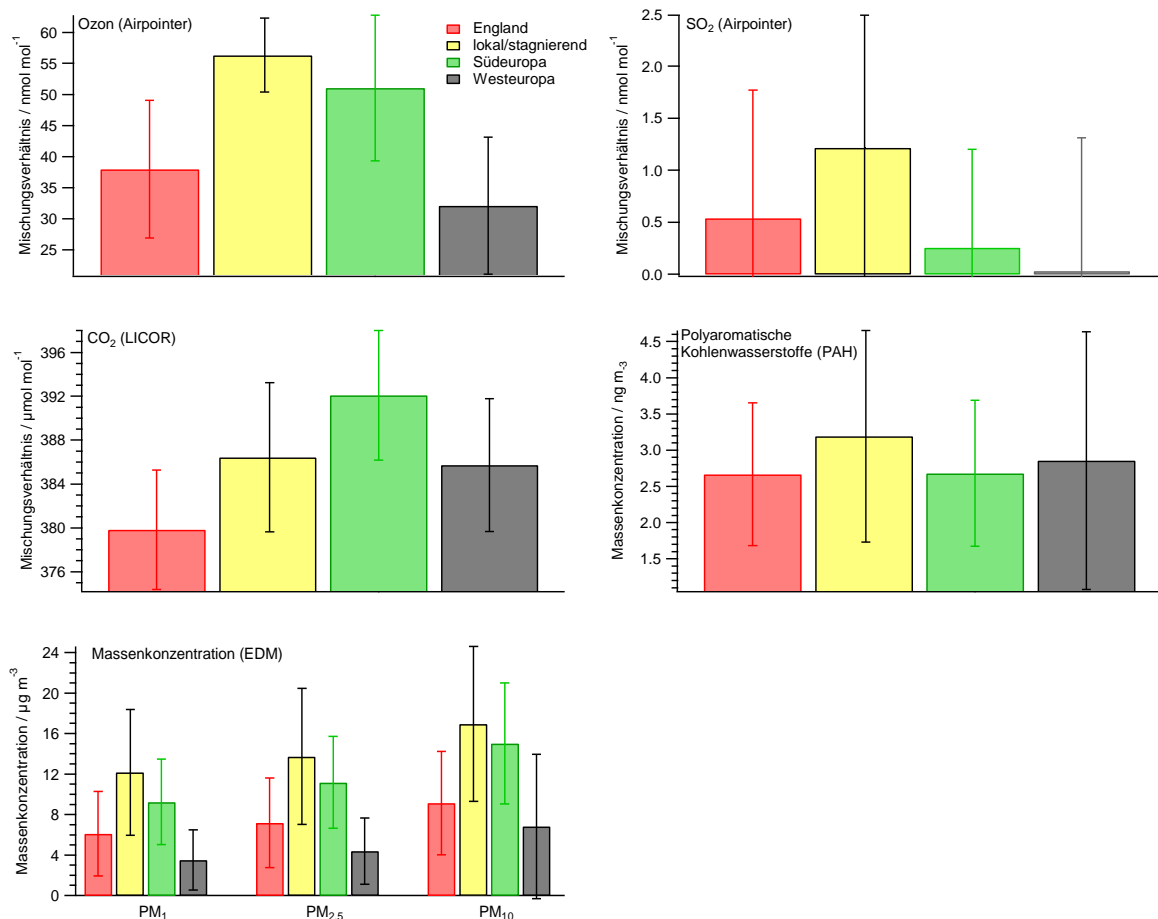 Ozon (Airpointer)
Mischungsverhältnis / nmol mol⁻¹
60
55
50
45
40
35
30
25
England
lokal/stagnierend
Südeuropa
Westeuropa
SO₂ (Airpointer)
Mischungsverhältnis / nmol mol⁻¹
2.5
2.0
1.5
1.0
0.5
0.0
CO₂ (LICOR)
Mischungsverhältnis / µmol mol⁻¹
396
392
388
384
380
376
Polyaromatische
Kohlenwasserstoffe (PAH)
Massenkonzentration / ng m₋₃
4.5
4.0
3.5
3.0
2.5
2.0
1.5
Massenkonzentration (EDM)
Massenkonzentration / µg m⁻³
24
20
16
12
8
4
0
PM₁ PM₂.₅ PM₁₀